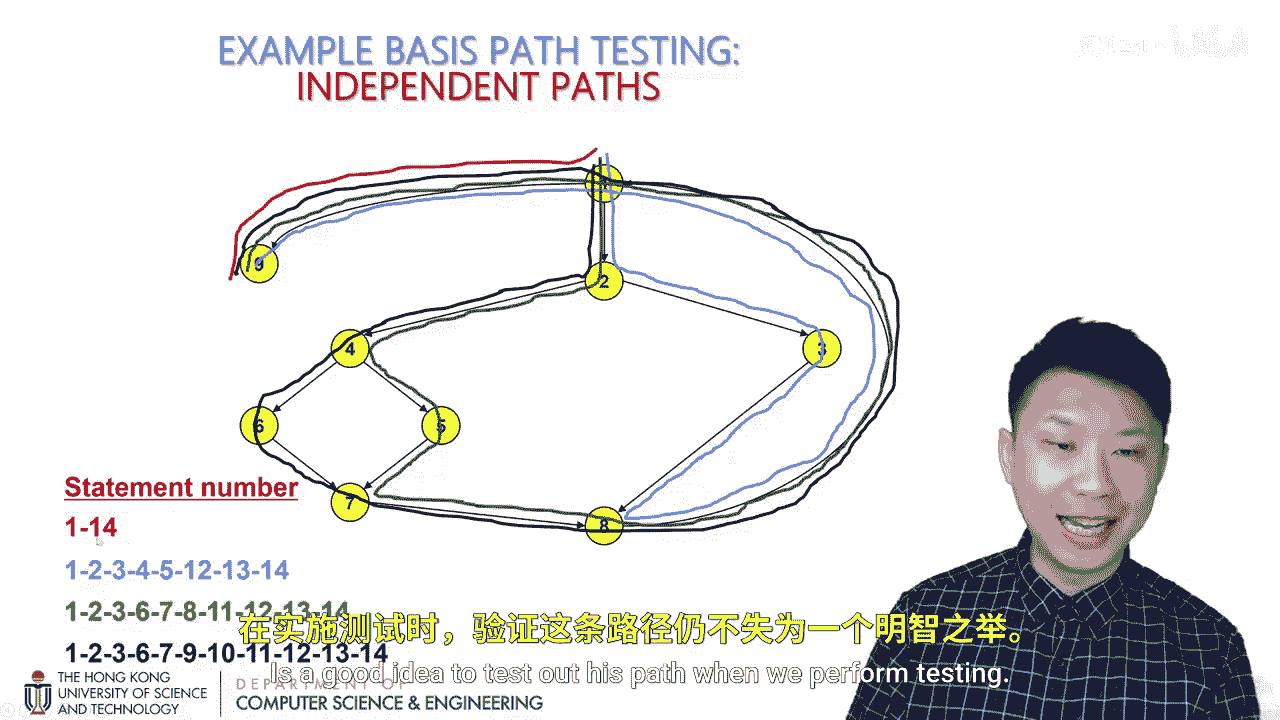 EXAMPLE BASIS PATH TESTING:
INDEPENDENT PATHS
9
2
4
3
6
5
7
8
Statement number
1-14
1-2-3-4-5-12-13-14
1-2-3-6-7-8-11-12-13-14
在实施测试时，验证这条路径仍不失为一个明智之举。
1-2-3-6-7-9-10-11-12-13-14
Is a good idea to test out his path when we perform testing.
THE HONG KONG
UNIVERSITY OF SCIENCE
AND TECHNOLOGY
DEPARTMENT OF
COMPUTER SCIENCE & ENGINEERING